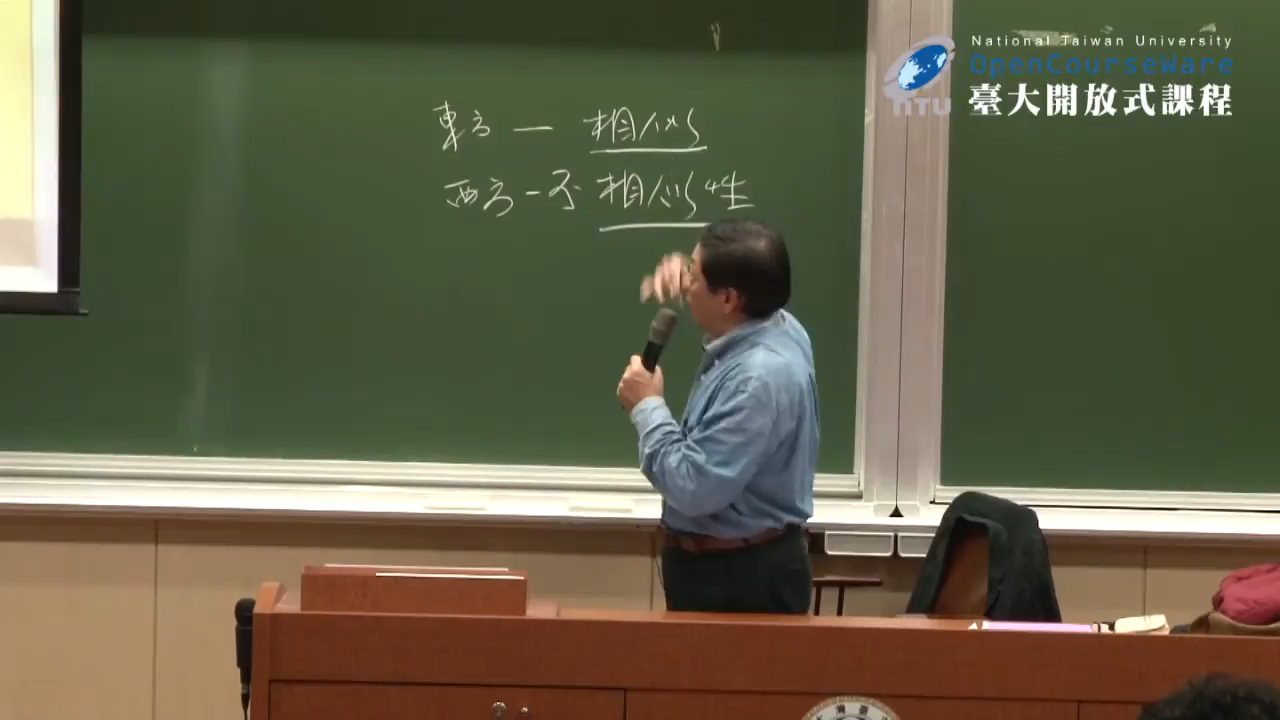 National Taiwan University
OpenCourseWare
臺大開放式課程
NTU
東方 — 相似
西方 — 不相似性